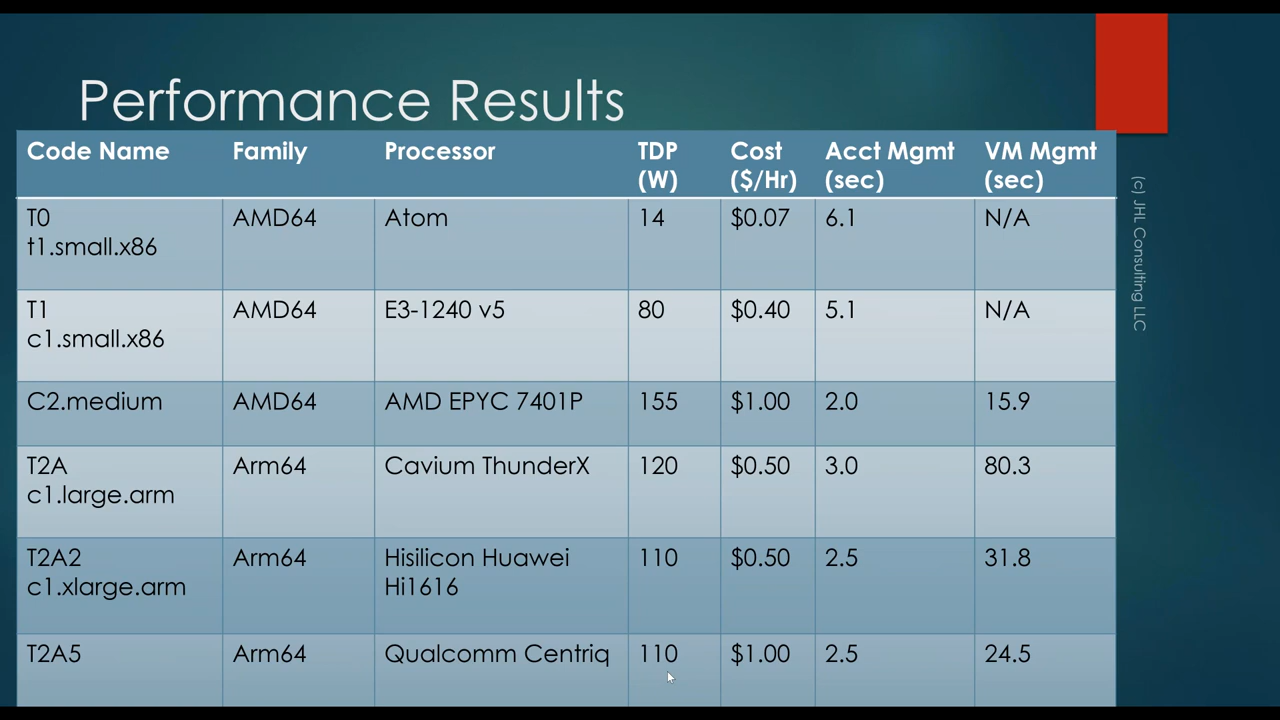 Performance Results
Code Name Family Processor TDP (W) Cost ($/Hr) Acct Mgmt (sec) VM Mgmt (sec)
T0 t1.small.x86 AMD64 Atom 14 $0.07 6.1 N/A
T1 c1.small.x86 AMD64 E3-1240 v5 80 $0.40 5.1 N/A
C2.medium AMD64 AMD EPYC 7401P 155 $1.00 2.0 15.9
T2A c1.large.arm Arm64 Cavium ThunderX 120 $0.50 3.0 80.3
T2A2 c1.xlarge.arm Arm64 Hisilicon Huawei Hi1616 110 $0.50 2.5 31.8
T2A5 Arm64 Qualcomm Centriq 110 $1.00 2.5 24.5
(c) JHL Consulting LLC